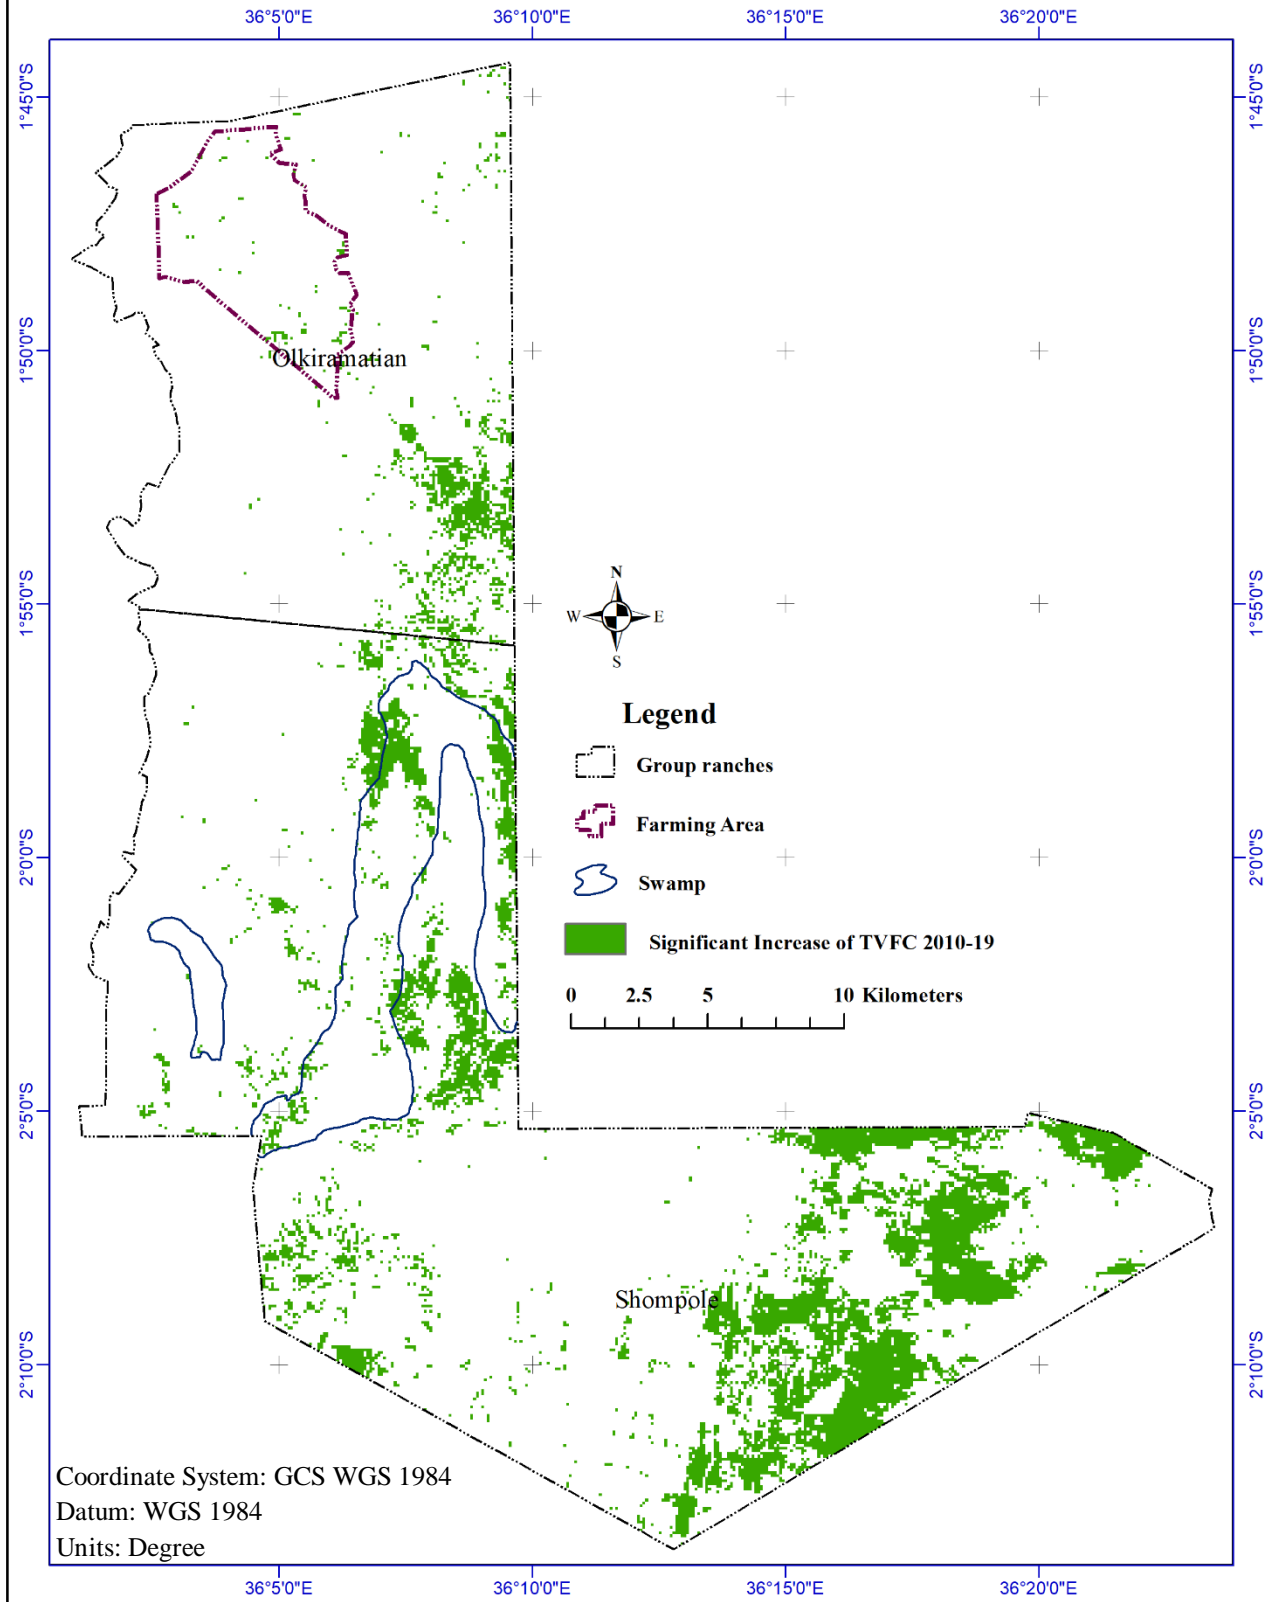 36°5'0"E 36°10'0"E 36°15'0"E 36°20'0"E
1°45'0"S 1°45'0"S
1°50'0"S 1°50'0"S
Olkiramatian
1°55'0"S 1°55'0"S
N
W E
S
Legend
Group ranches
Farming Area
2°0'0"S 2°0'0"S
Swamp
Significant Increase of TVFC 2010-19
0 2.5 5 10 Kilometers
2°5'0"S 2°5'0"S
Shompole
2°10'0"S 2°10'0"S
Coordinate System: GCS WGS 1984
Datum: WGS 1984
Units: Degree
36°5'0"E 36°10'0"E 36°15'0"E 36°20'0"E